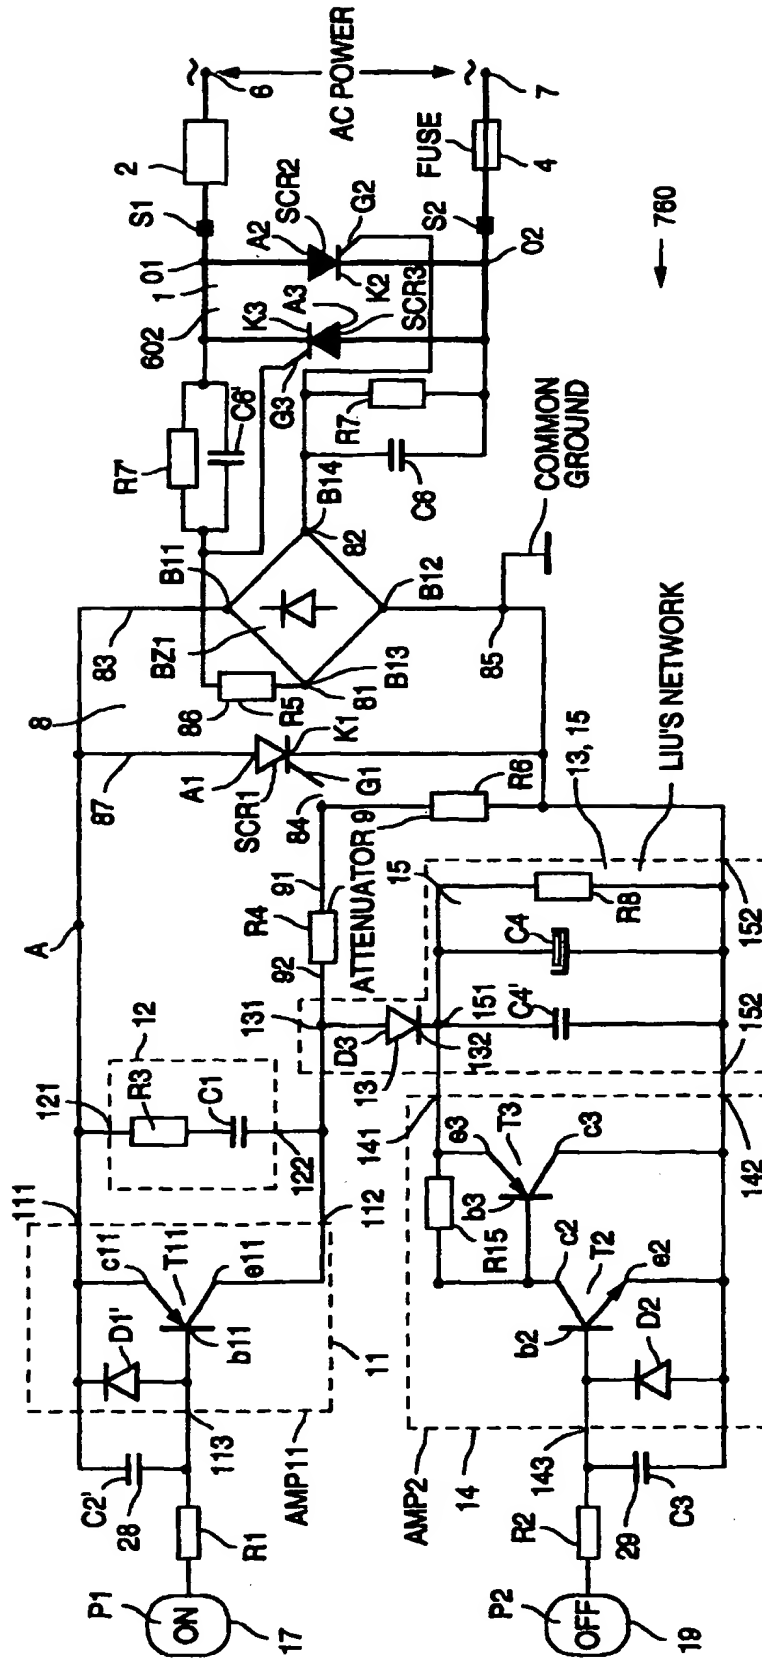 P1
ON
17
R1
C2'
28
113
AMP11
D1'
b11
T11
c11
e11
11
111
112
121
12
R3
C1
122
A
83
8
87
A1
SCR1
K1
G1
84
86
R5
BZ1
81
B13
B11
B12
B14
82
85
COMMON
GROUND
R7'
C6'
R7
C6
602
1
01
S1
2
6
~
AC POWER
~
7
FUSE
4
S2
02
A2
SCR2
G2
K2
K3
A3
SCR3
G3
760
131
92
R4
91
ATTENUATOR 9
R6
D3
13
132
151
15
C4'
C4
R8
152
152
13, 15
LIU'S NETWORK
P2
OFF
19
R2
29
C3
143
14
AMP2
D2
b2
T2
c2
e2
R15
b3
T3
e3
c3
141
142